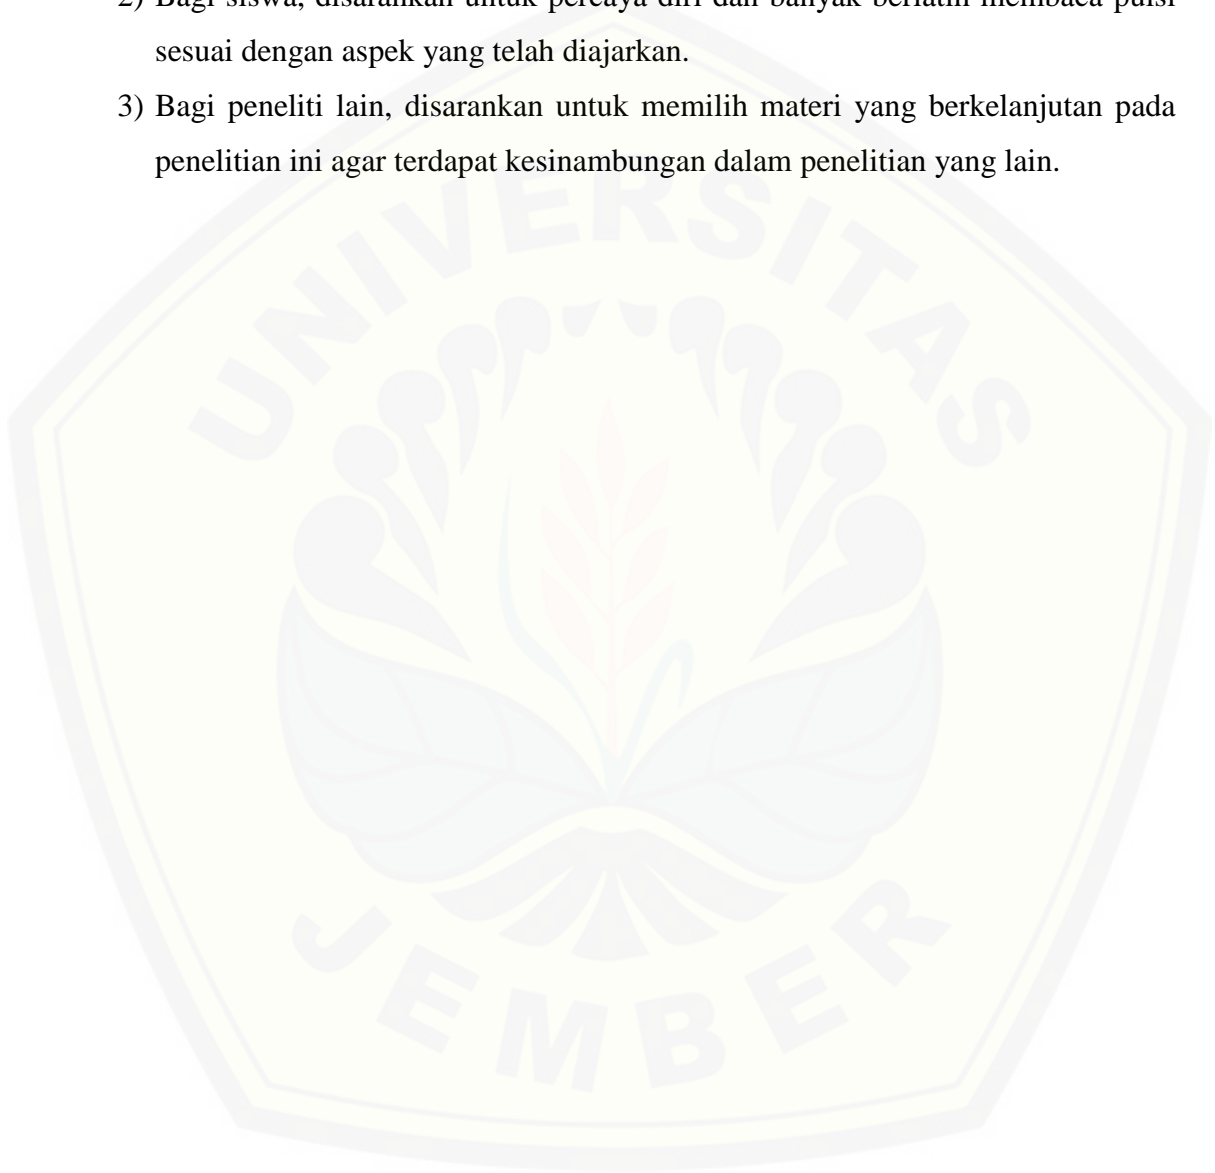 2) Bagi siswa, disarankan untuk percaya diri dan banyak berlatih membaca puisi
sesuai dengan aspek yang telah diajarkan.
3) Bagi peneliti lain, disarankan untuk memilih materi yang berkelanjutan pada
penelitian ini agar terdapat kesinambungan dalam penelitian yang lain.
UNIVERSITAS
JEMBER